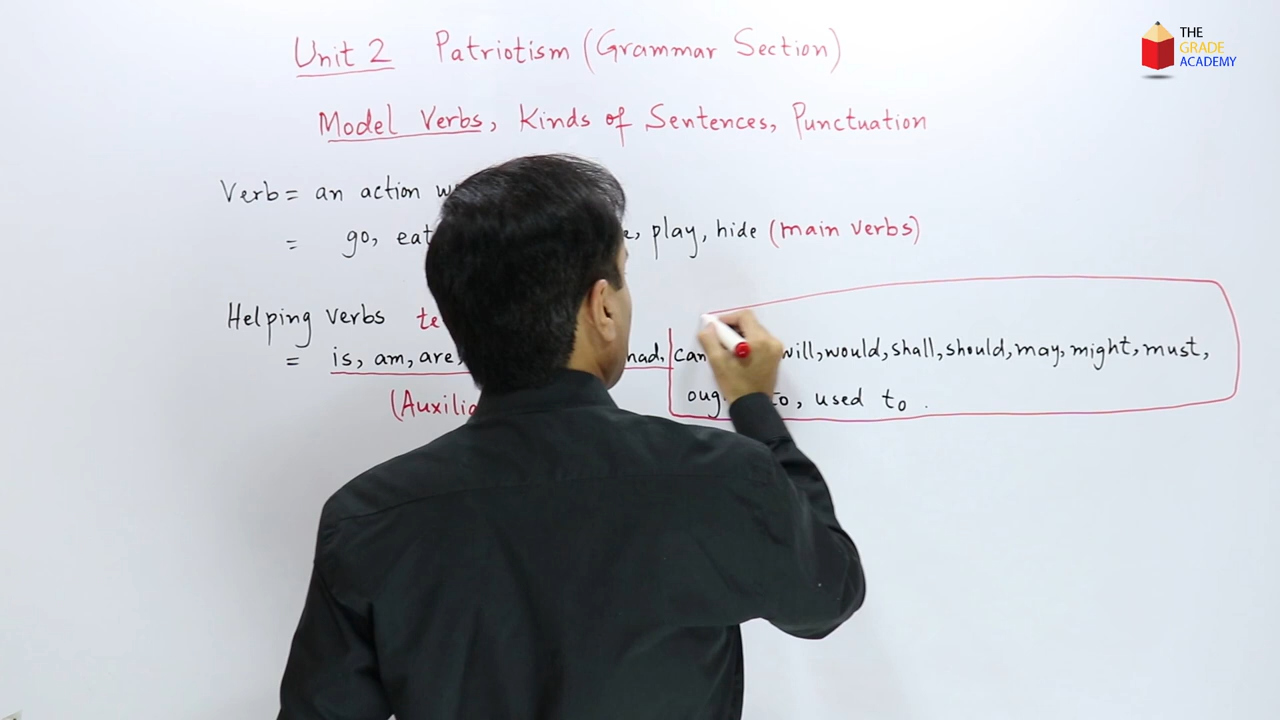 Unit 2 Patriotism (Grammar Section)
THE
GRADE
ACADEMY
Model Verbs, Kinds of Sentences, Punctuation
Verb = an action
= go, play, hide (main verbs)
Helping verbs
= is, am, are, had, will, would, shall, should, may, might, must,
to, used to.